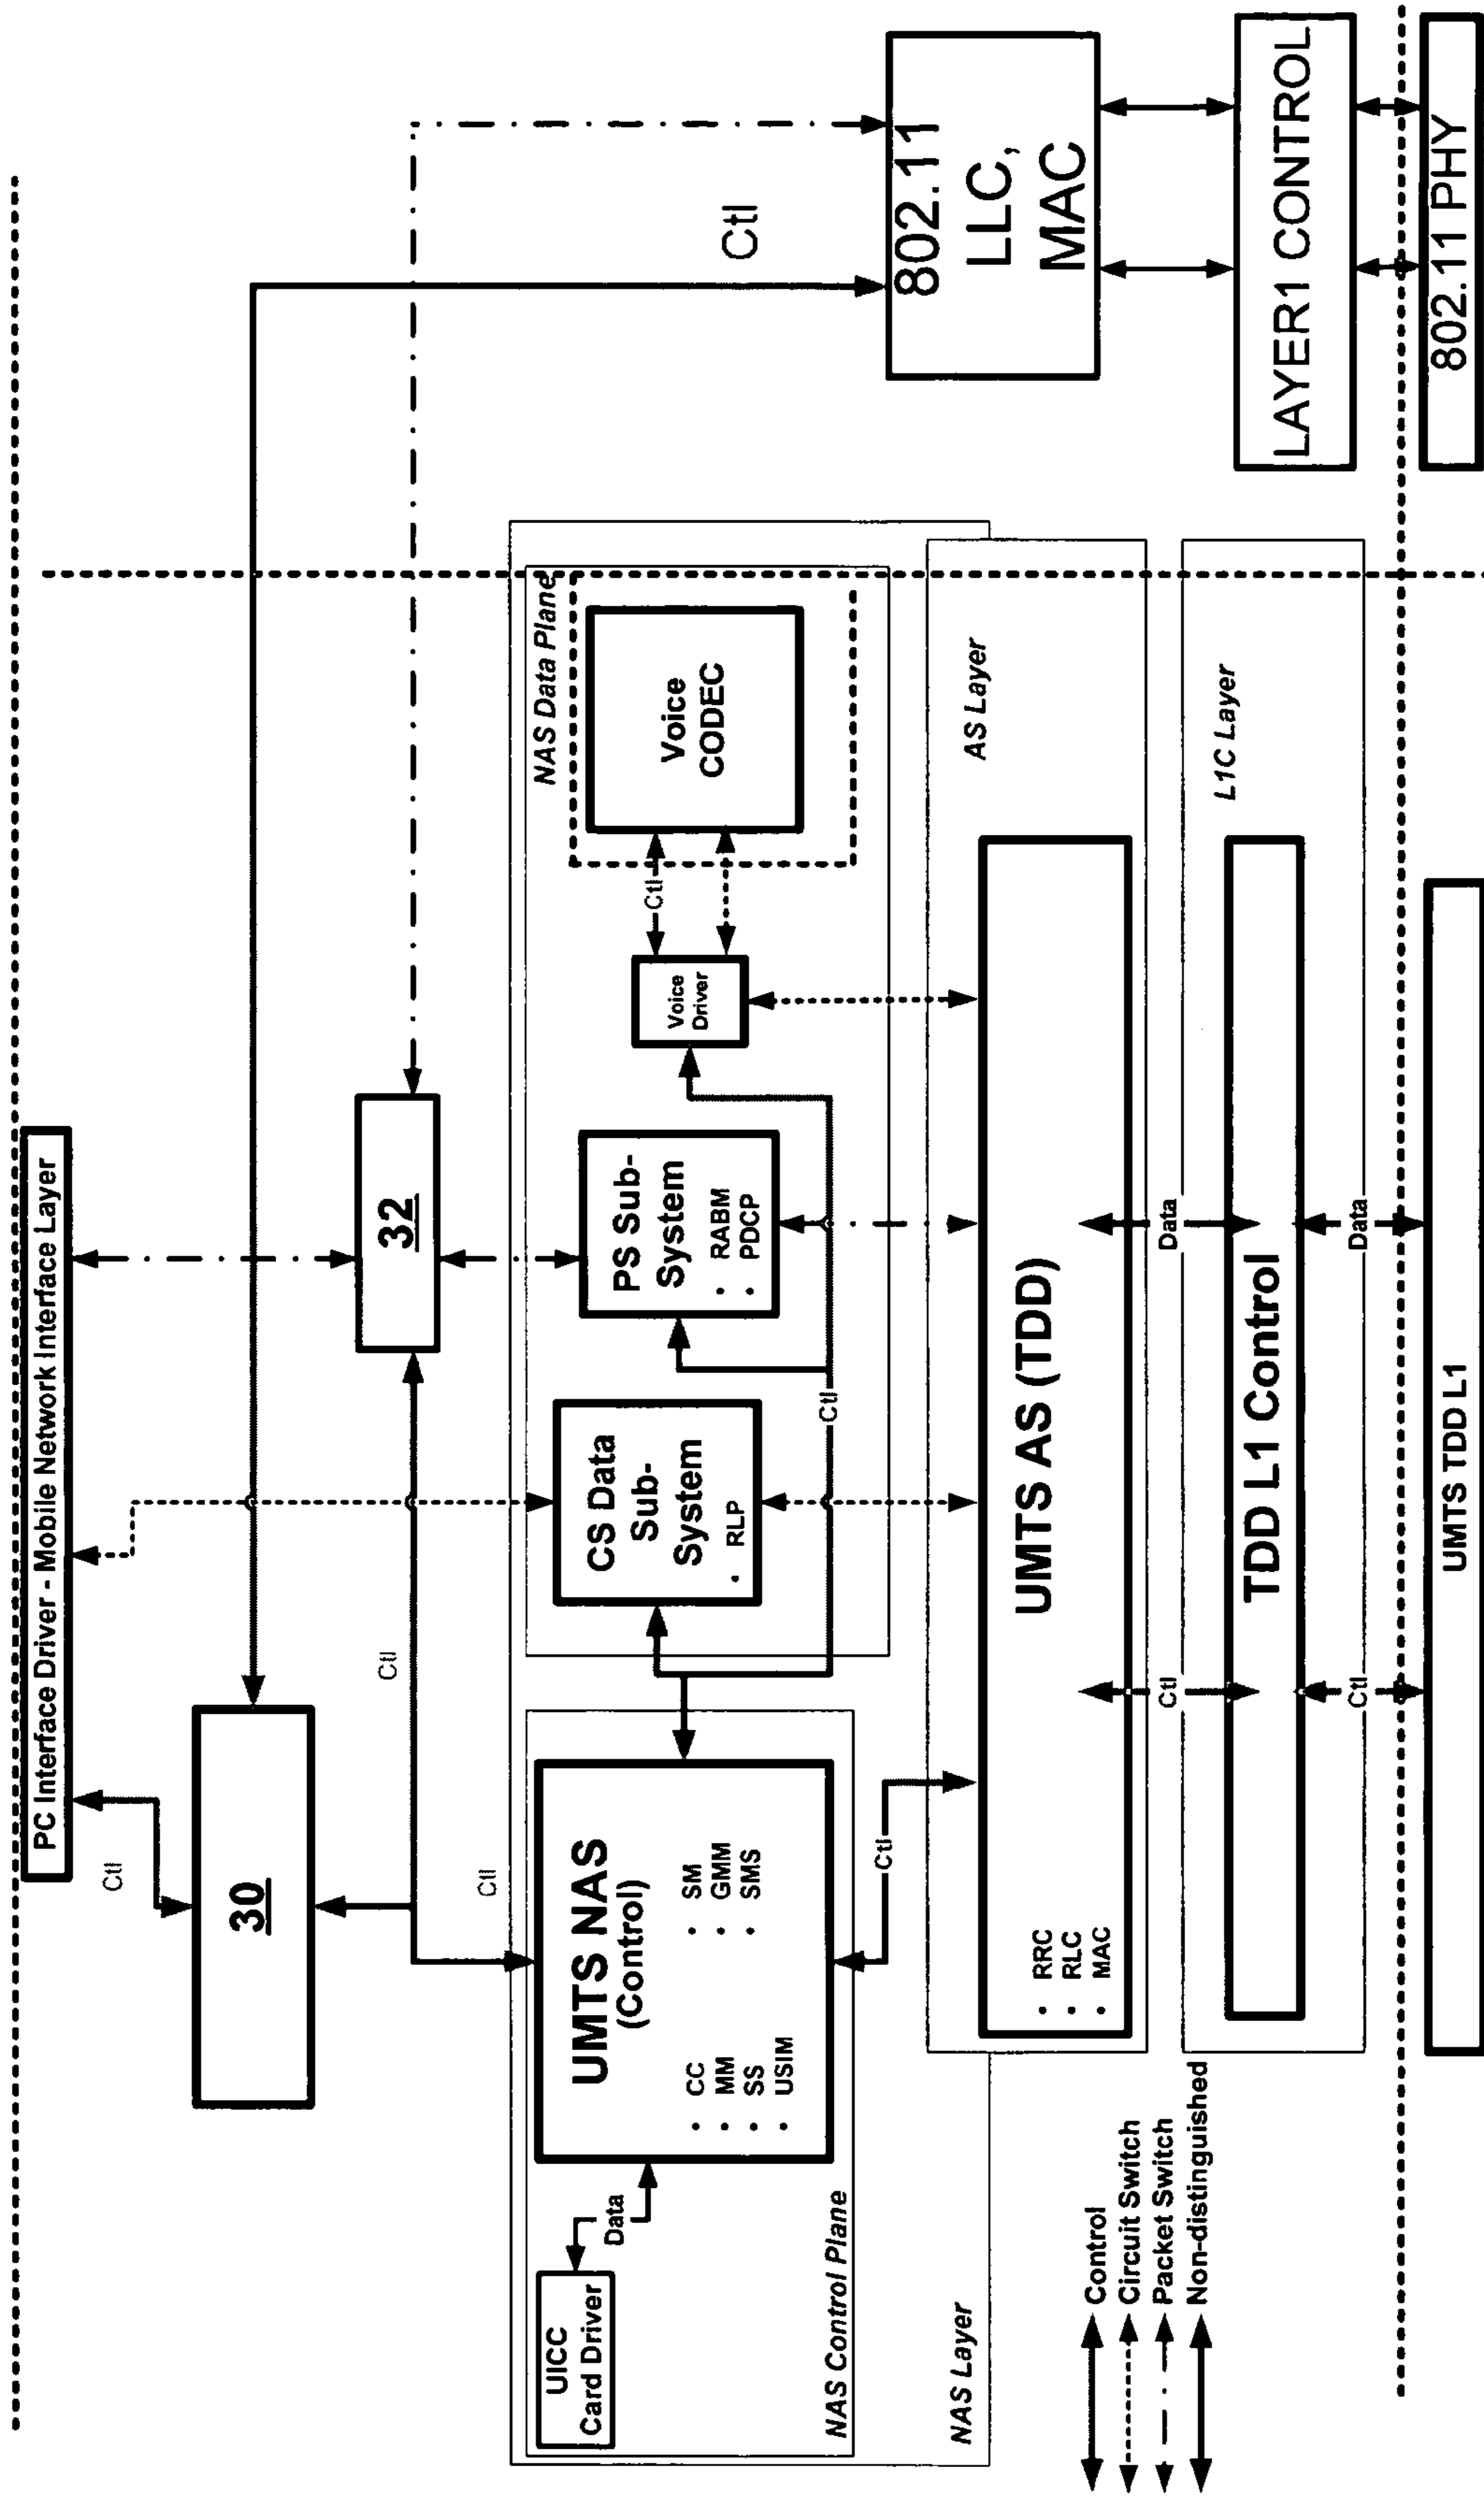 PC Interface Driver - Mobile Network Interface Layer
Ctl
30
Ctl
32
Ctl
Ctl
UICC
Card Driver
Data
UMTS NAS
(Control)
• CC
• MM
• SS
• USIM
• SM
• GMM
• SMS
NAS Control Plane
NAS Layer
CS Data
Sub-
System
• RLP
PS Sub-
System
• RABM
• PDCP
Voice
Driver
Ctl
Voice
CODEC
NAS Data Plane
Ctl
Ctl
802.11
LLC,
MAC
AS Layer
UMTS AS (TDD)
• RRC
• RLC
• MAC
Ctl
Data
L1C Layer
TDD L1 Control
LAYER1 CONTROL
Ctl
Data
UMTS TDD L1
802.11 PHY
Control
Circuit Switch
Packet Switch
Non-distinguished